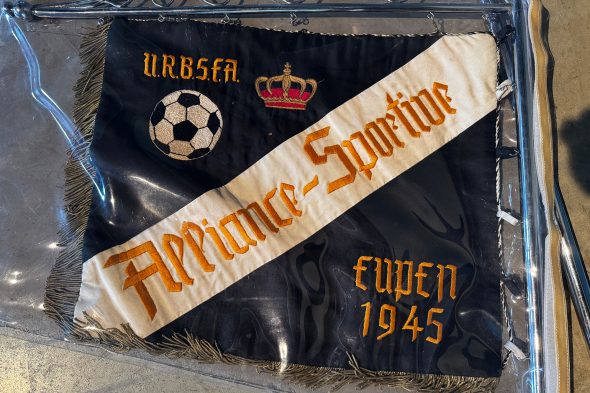 U.R.B.S.F.A.
Alliance-Sportive
EUPEN
1945